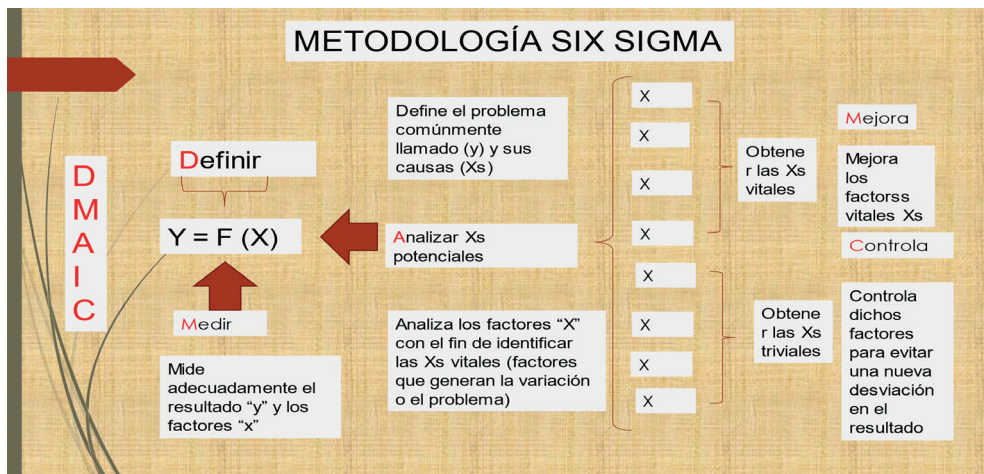 METODOLOGÍA SIX SIGMA
D
M
A
I
C
Definir
Y = F (X)
Medir
Mide
adecuadamente el
resultado “y” y los
factores “x”
Define el problema
comúnmente
llamado (y) y sus
causas (Xs)
Analizar Xs
potenciales
Analiza los factores “X”
con el fin de identificar
las Xs vitales (factores
que generan la variación
o el problema)
X
X
X
X
X
X
X
X
Obtene
r las Xs
vitales
Obtene
r las Xs
triviales
Mejora
Mejora
los
factorss
vitales Xs
Controla
Controla
dichos
factores
para evitar
una nueva
desviación
en el
resultado